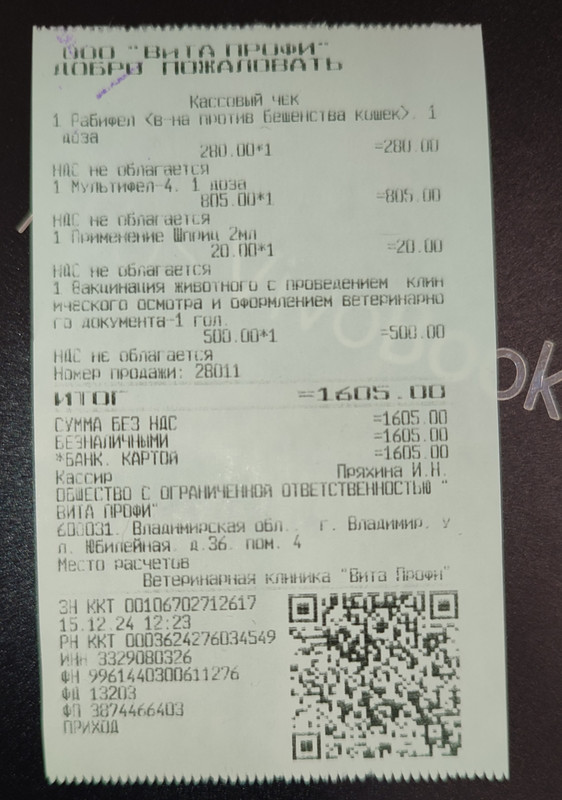 ООО "ВИТА ПРОФИ"
ДОБРО ПОЖАЛОВАТЬ
Кассовый чек
1 Рабифел <в-на против бешенства кошек>. 1
доза
280.00*1 =280.00
НДС не облагается
1 Мультифел-4. 1 доза
805.00*1 =805.00
НДС не облагается
1 Применение Шприц 2мл
20.00*1 =20.00
НДС не облагается
1 Вакцинация животного с проведением клин
ического осмотра и оформлением ветеринарно
го документа-1 гол.
500.00*1 =500.00
НДС не облагается
Номер продажи: 28011
ИТОГ =1605.00
СУММА БЕЗ НДС =1605.00
БЕЗНАЛИЧНЫМИ =1605.00
*БАНК. КАРТОЙ =1605.00
Кассир Пряхина И.Н.
ОБЩЕСТВО С ОГРАНИЧЕННОЙ ОТВЕТСТВЕННОСТЬЮ "
ВИТА ПРОФИ"
600031. Владимирская обл.. г. Владимир. у
л. Юбилейная. д.36. пом. 4
Место расчетов
Ветеринарная клиника "Вита Профи"
ЗН ККТ 00106702712617
15.12.24 12:23
РН ККТ 0003624276034549
ИНН 3329080326
ФН 9961440300611276
ФД 13203
ФП 3874466403
ПРИХОД